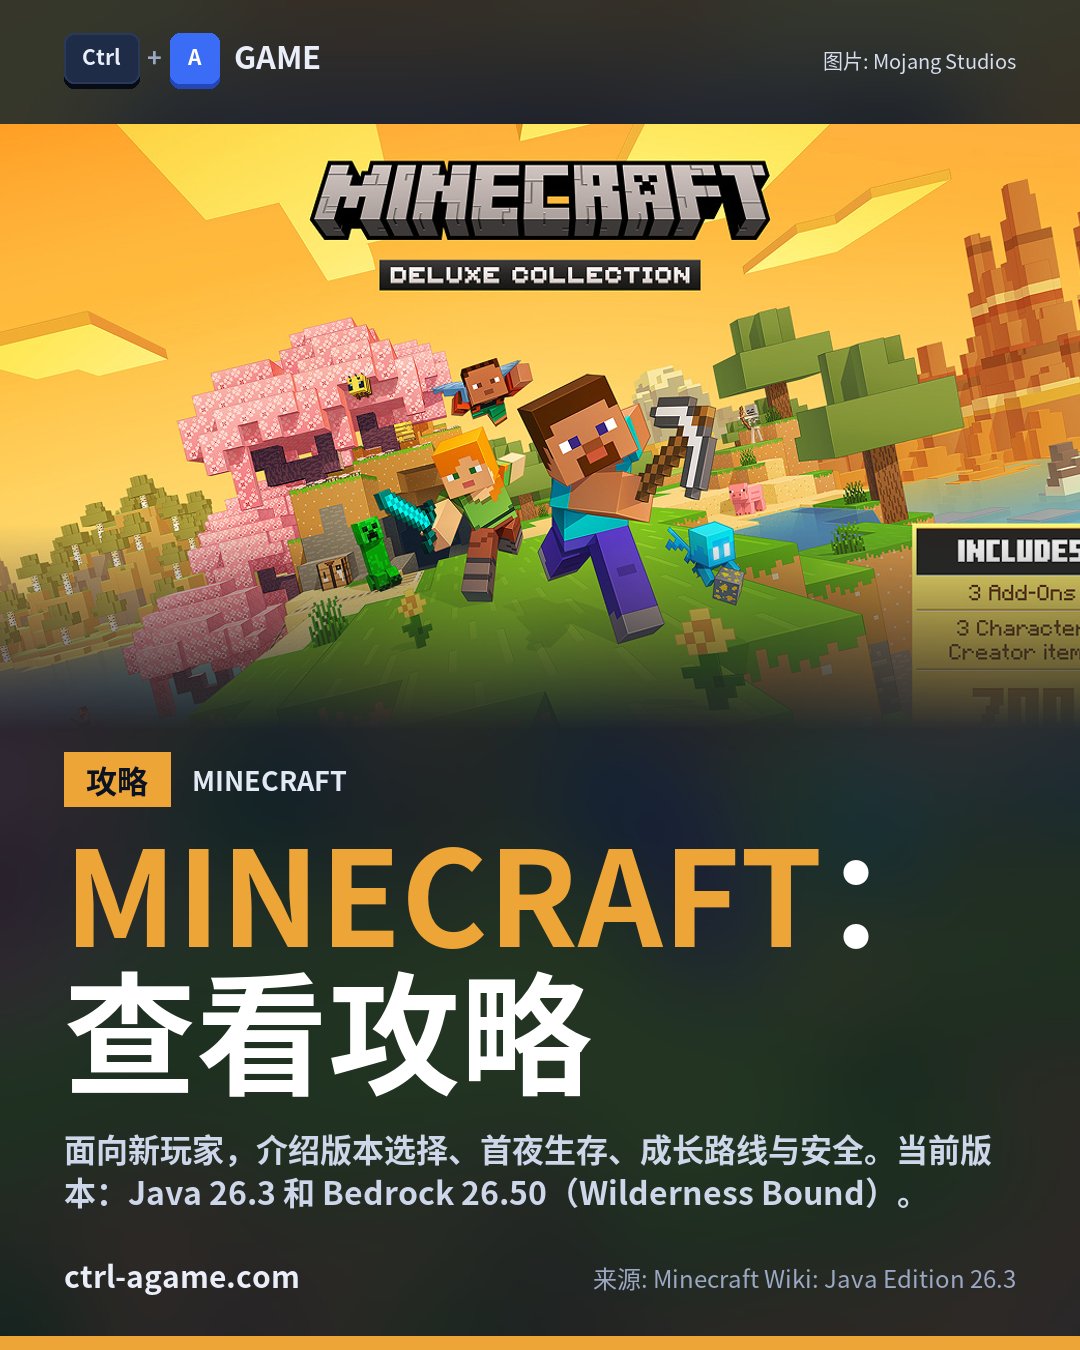 Ctrl + A GAME
图片: Mojang Studios
MINECRAFT
DELUXE COLLECTION
INCLUDES
3 Add-Ons
3 Character
Creator item
700
攻略 MINECRAFT
MINECRAFT：
查看攻略
面向新玩家，介绍版本选择、首夜生存、成长路线与安全。当前版
本：Java 26.3 和 Bedrock 26.50（Wilderness Bound）。
ctrl-agame.com
来源: Minecraft Wiki: Java Edition 26.3